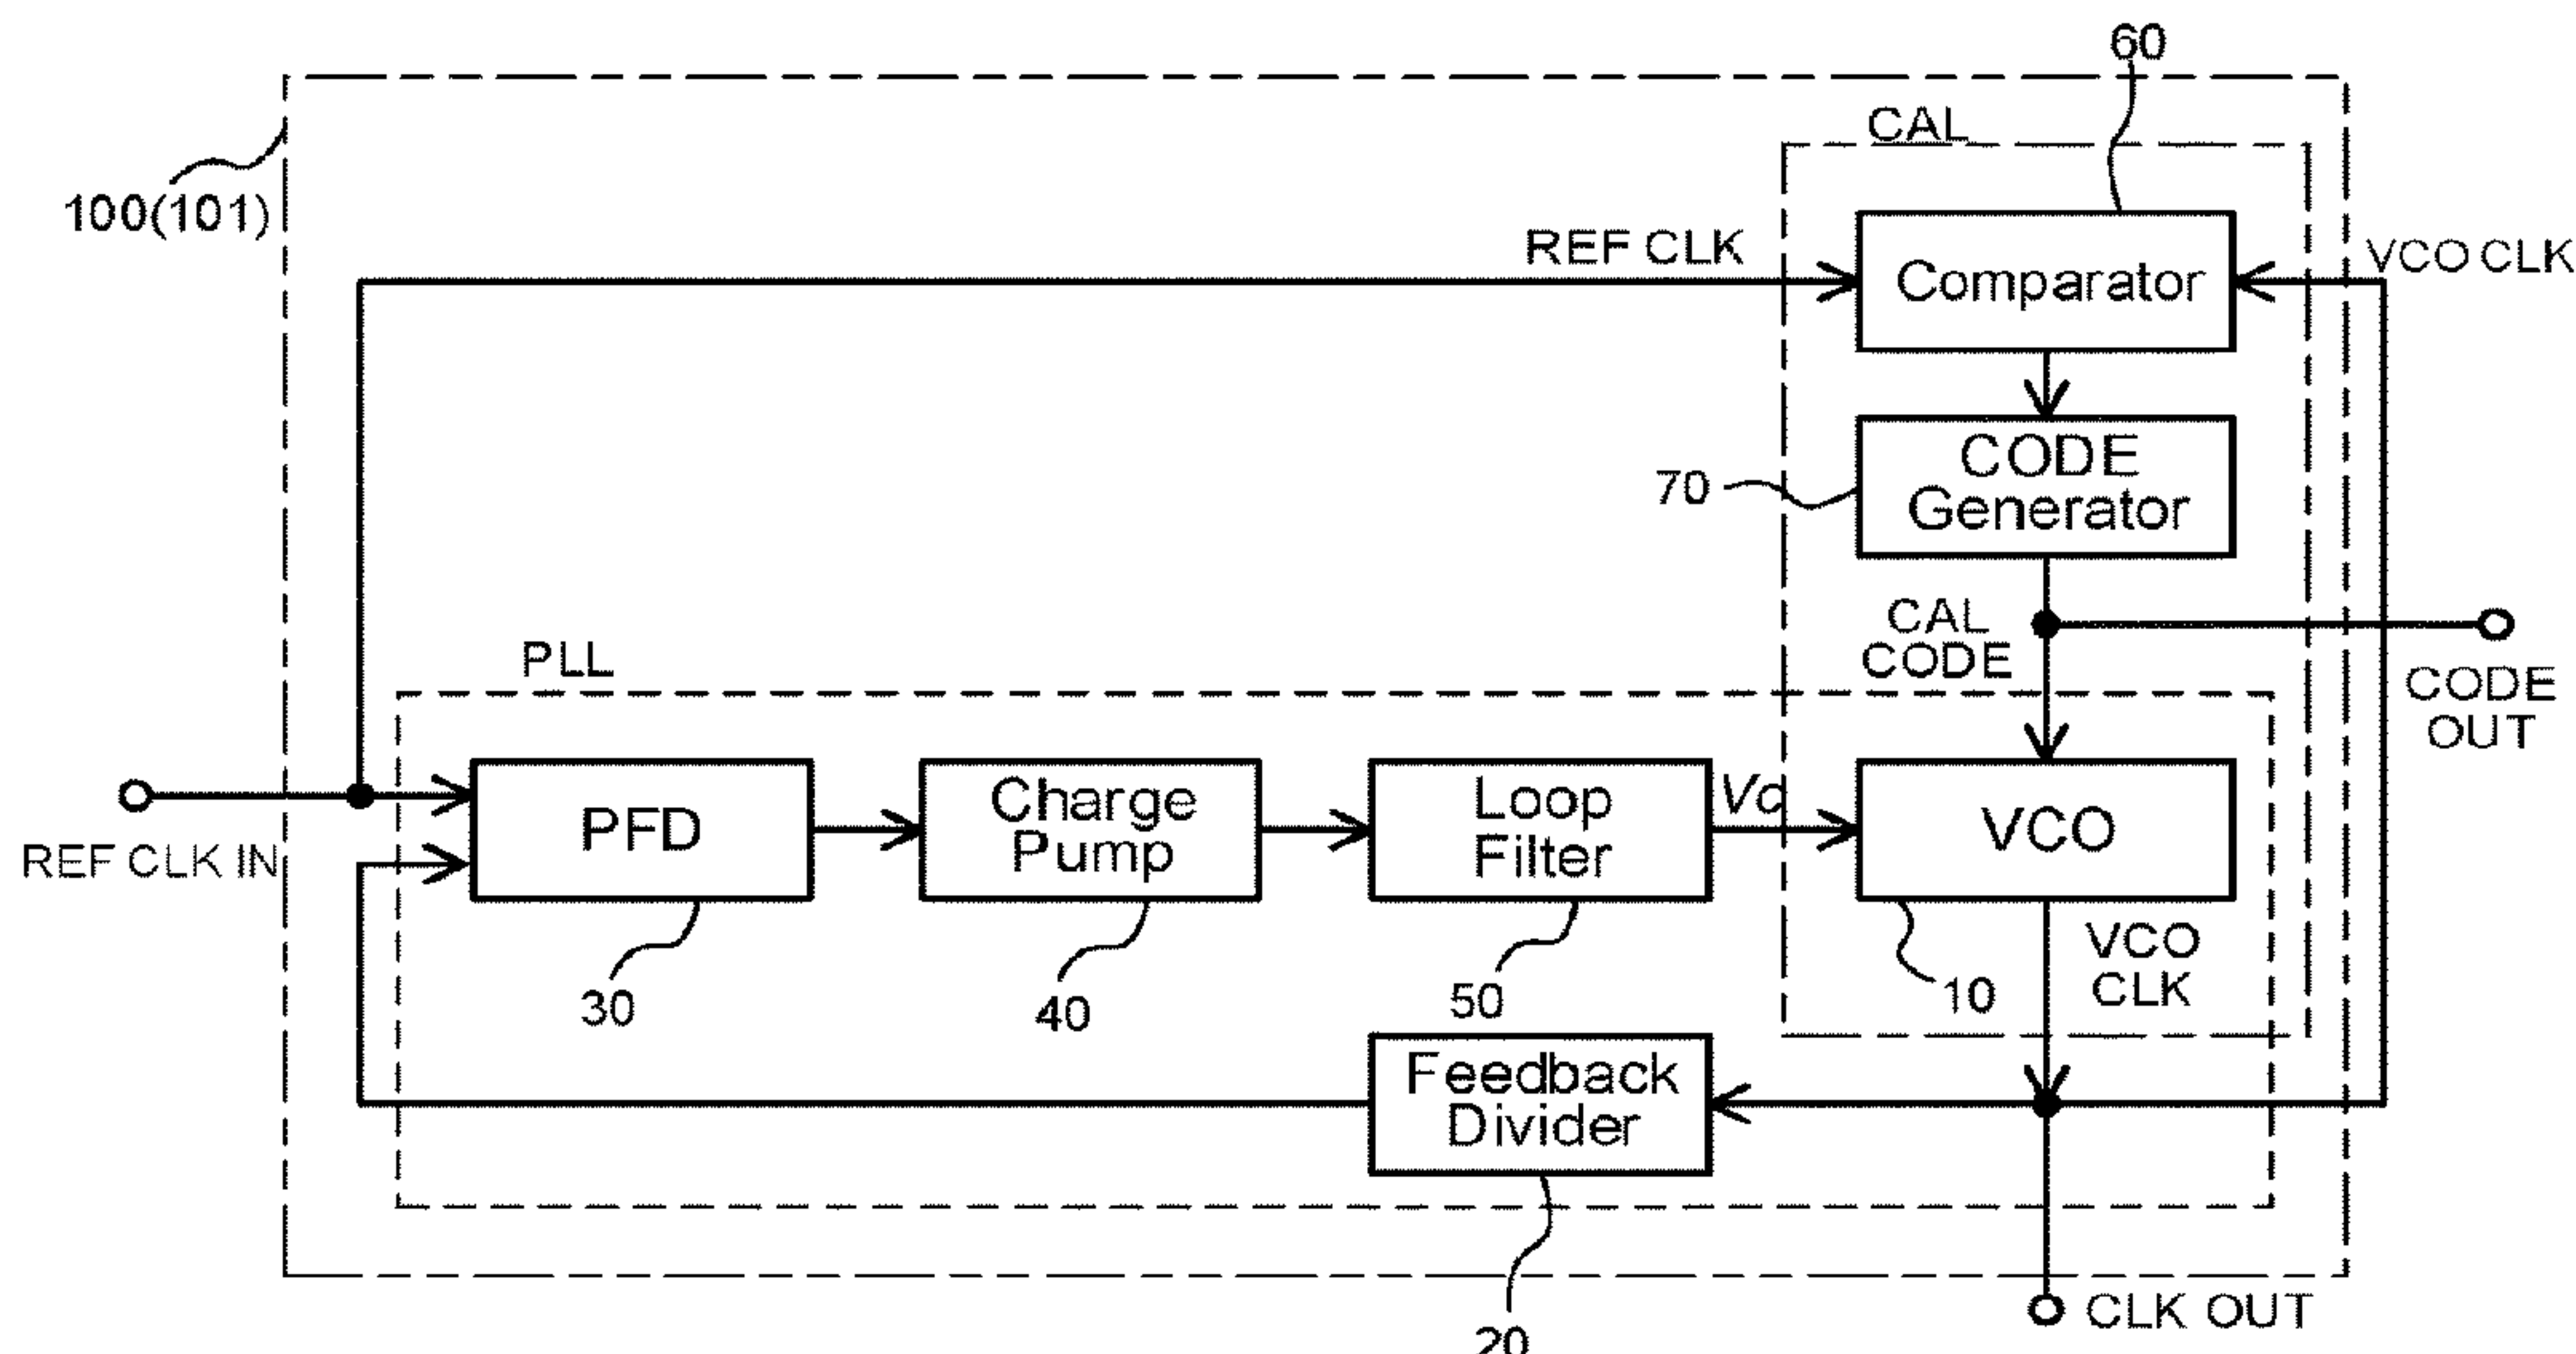 60
CAL
100(101)
REF CLK
Comparator
VCO CLK
CODE
Generator
70
CAL
CODE
CODE
OUT
PLL
REF CLK IN
PFD
Charge
Pump
Loop
Filter
Vc
VCO
30
40
50
10
VCO
CLK
Feedback
Divider
20
CLK OUT